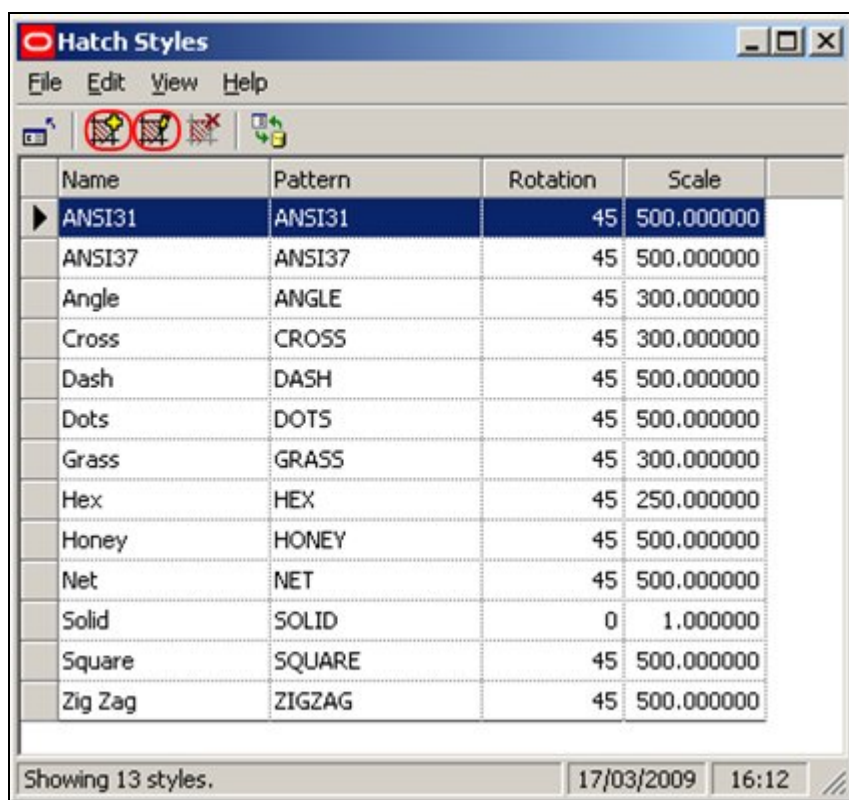 Hatch Styles
File Edit View Help
Name Pattern Rotation Scale
ANSI31 ANSI31 45 500.000000
ANSI37 ANSI37 45 500.000000
Angle ANGLE 45 300.000000
Cross CROSS 45 300.000000
Dash DASH 45 500.000000
Dots DOTS 45 500.000000
Grass GRASS 45 300.000000
Hex HEX 45 250.000000
Honey HONEY 45 500.000000
Net NET 45 500.000000
Solid SOLID 0 1.000000
Square SQUARE 45 500.000000
Zig Zag ZIGZAG 45 500.000000
Showing 13 styles. 17/03/2009 16:12